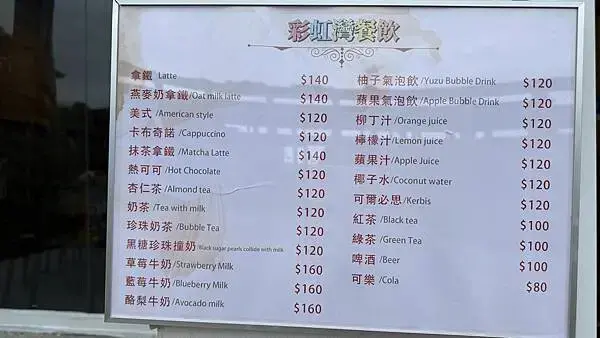 彩虹灣餐飲
拿鐵 Latte $140
燕麥奶拿鐵/Oat milk latte $140
美式 /American style $120
卡布奇諾 /Cappuccino $120
抹茶拿鐵 /Matcha Latte $140
熱可可 /Hot Chocolate $120
杏仁茶 /Almond tea $120
奶茶 /Tea with milk $120
珍珠奶茶 /Bubble Tea $120
黑糖珍珠撞奶/Black sugar pearls collide with milk $120
草莓牛奶/Strawberry Milk $160
藍莓牛奶/Blueberry Milk $160
酪梨牛奶/Avocado milk $160
柚子氣泡飲/Yuzu Bubble Drink $120
蘋果氣泡飲/Apple Bubble Drink $120
柳丁汁/Orange juice $120
檸檬汁/Lemon juice $120
蘋果汁/Apple Juice $120
椰子水/Coconut water $120
可爾必思/Kerbis $120
紅茶 /Black tea $100
綠茶 /Green Tea $100
啤酒 /Beer $100
可樂 /Cola $80